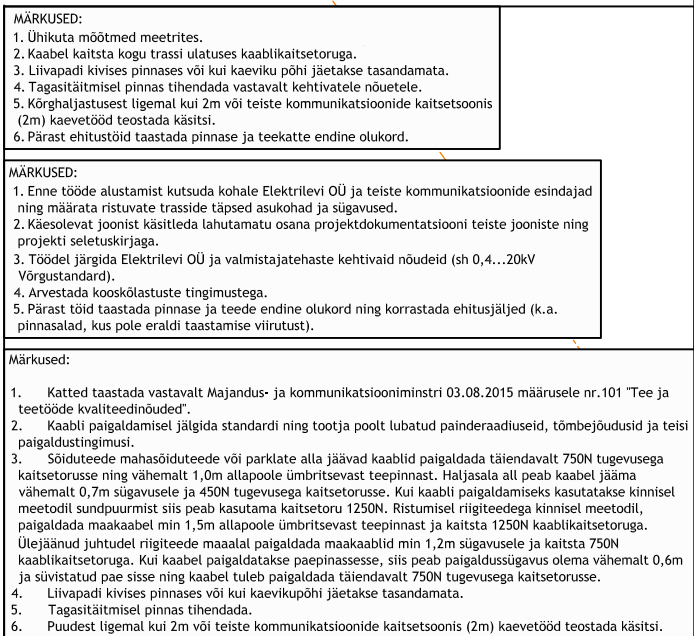 MÄRKUSED:
1. Ühikuta mõõtmed meetrites.
2. Kaabel kaitsta kogu trassi ulatuses kaablikaitsetoruga.
3. Liivapadi kivises pinnases või kui kaeviku põhi jäetakse tasandamata.
4. Tagasitäitmisel pinnas tihendada vastavalt kehtivatele nõuetele.
5. Kõrghaljastusest ligemal kui 2m või teiste kommunikatsioonide kaitsetsoonis
(2m) kaevetööd teostada käsitsi.
6. Pärast ehitustöid taastada pinnase ja teekatte endine olukord.
MÄRKUSED:
1. Enne tööde alustamist kutsuda kohale Elektrilevi OÜ ja teiste kommunikatsioonide esindajad
ning määrata ristuvate trasside täpsed asukohad ja sügavused.
2. Käesolevat joonist käsitleda lahutamatu osana projektdokumentatsiooni teiste jooniste ning
projekti seletuskirjaga.
3. Töödel järgida Elektrilevi OÜ ja valmistajatehaste kehtivaid nõudeid (sh 0,4...20kV
Võrgustandard).
4. Arvestada kooskõlastuste tingimustega.
5. Pärast töid taastada pinnase ja teede endine olukord ning korrastada ehitusjäljed (k.a.
pinnasalad, kus pole eraldi taastamise viirutust).
Märkused:
1. Katted taastada vastavalt Majandus- ja kommunikatsiooniministri 03.08.2015 määrusele nr.101 "Tee ja
teetööde kvaliteedinõuded".
2. Kaabli paigaldamisel jälgida standardi ning tootja poolt lubatud painderaadiuseid, tõmbejõudusid ja teisi
paigaldustingimusi.
3. Sõiduteede mahasõiduteede või parklate alla jäävad kaablid paigaldada täiendavalt 750N tugevusega
kaitsetorusse ning vähemalt 1,0m allapoole ümbritsevast teepinnast. Haljasala all peab kaabel jääma
vähemalt 0,7m sügavusele ja 450N tugevusega kaitsetorusse. Kui kaabli paigaldamiseks kasutatakse kinnisel
meetodil sundpuurmist siis peab kasutama kaitsetoru 1250N. Ristumisel riigiteedega kinnisel meetodil,
paigaldada maakaabel min 1,5m allapoole ümbritsevast teepinnast ja kaitsta 1250N kaablikaitsetoruga.
Ülejäänud juhtudel riigiteede maaalal paigaldada maakaablid min 1,2m sügavusele ja kaitsta 750N
kaablikaitsetoruga. Kui kaabel paigaldatakse paepinnassesse, siis peab paigaldussügavus olema vähemalt 0,6m
ja süvistatud pae sisse ning kaabel tuleb paigaldada täiendavalt 750N tugevusega kaitsetorusse.
4. Liivapadi kivises pinnases või kui kaevikupõhi jäetakse tasandamata.
5. Tagasitäitmisel pinnas tihendada.
6. Puudest ligemal kui 2m või teiste kommunikatsioonide kaitsetsoonis (2m) kaevetööd teostada käsitsi.